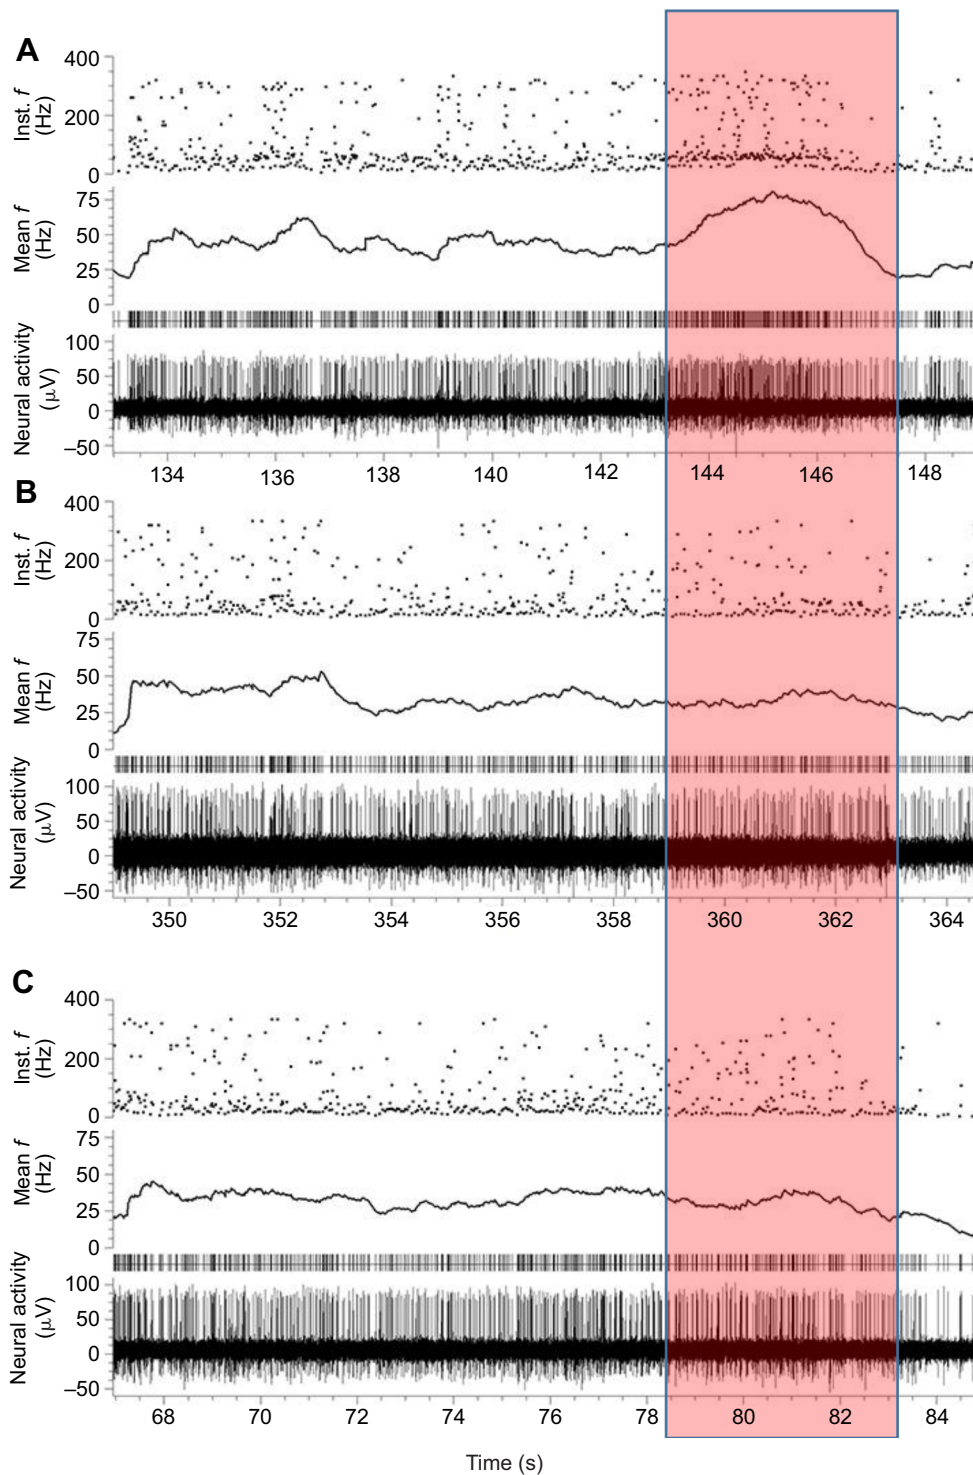 A
400
200
0
Inst. f
(Hz)
75
50
25
0
Mean f
(Hz)
100
50
0
–50
Neural activity
(µV)
134 136 138 140 142 144 146 148
B
400
200
0
Inst. f
(Hz)
75
50
25
0
Mean f
(Hz)
100
50
0
–50
Neural activity
(µV)
350 352 354 356 358 360 362 364
C
400
200
0
Inst. f
(Hz)
75
50
25
0
Mean f
(Hz)
100
50
0
–50
Neural activity
(µV)
68 70 72 74 76 78 80 82 84
Time (s)